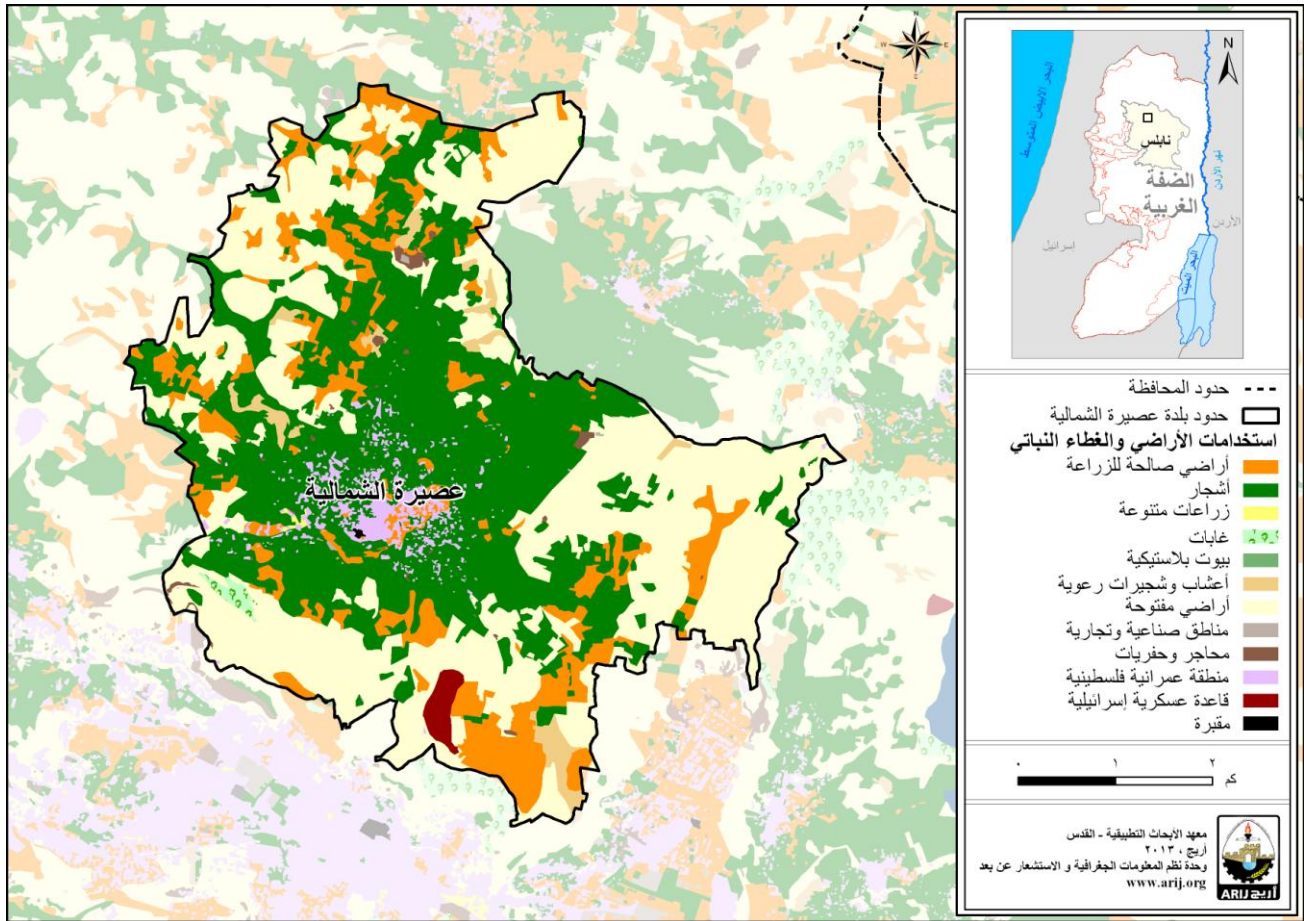 عصيرة الشمالية
N
W
E
S
N
البحر الابيض المتوسط
نابلس
الضفة
الغربية
نهر الاردن
الأردن
إسرائيل
البحر الميت
حدود المحافظة
حدود بلدة عصيرة الشمالية
استخدامات الأراضي والغطاء النباتي
أراضي صالحة للزراعة
أشجار
زراعات متنوعة
غابات
بيوت بلاستيكية
أعشاب وشجيرات رعوية
أراضي مفتوحة
مناطق صناعية وتجارية
محاجر وحفريات
منطقة عمرانية فلسطينية
قاعدة عسكرية إسرائيلية
مقبرة
٠ ١ ٢
كم
معهد الأبحاث التطبيقية - القدس
أريج ، ٢٠١٣
وحدة نظم المعلومات الجغرافية و الاستشعار عن بعد
www.arij.org
ARIJ أريج